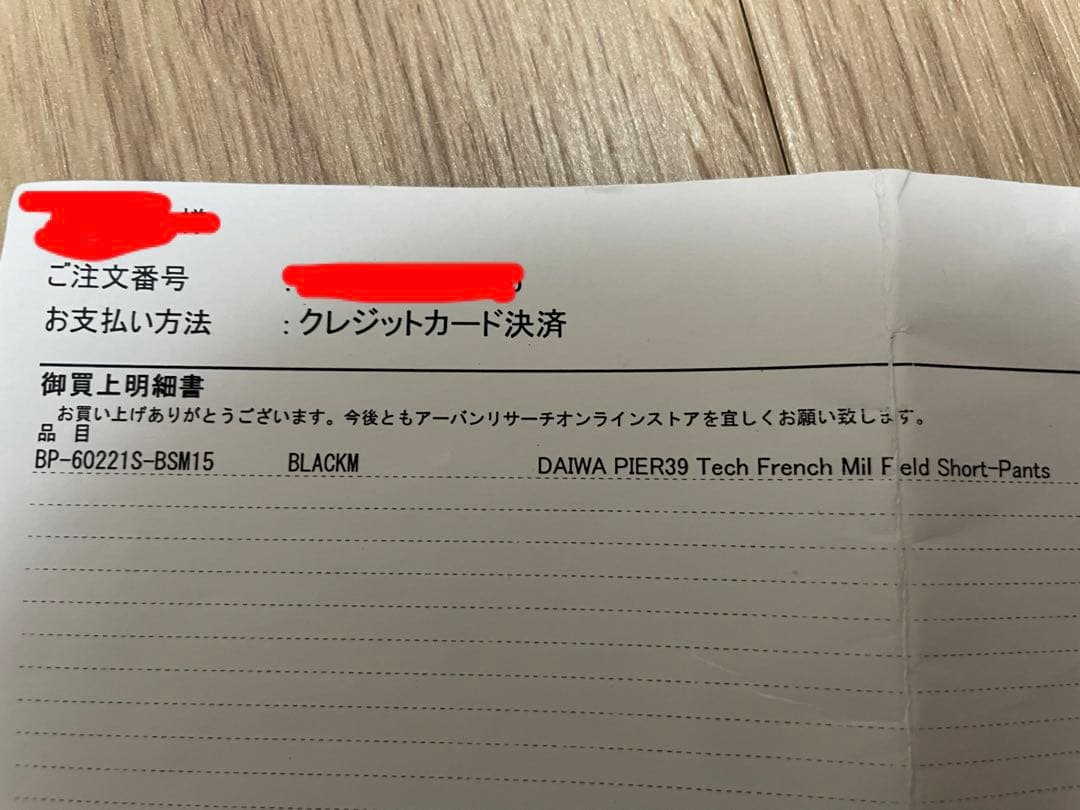 様
ご注文番号 :
お支払い方法 : クレジットカード決済
御買上明細書
お買い上げありがとうございます。今後ともアーバンリサーチオンラインストアを宜しくお願い致します。
品 目
BP-60221S-BSM15 BLACKM DAIWA PIER39 Tech French Mil Field Short-Pants